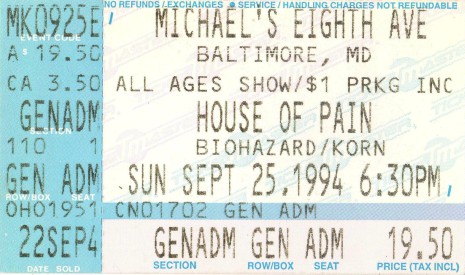 NO REFUNDS/EXCHANGES SERVICE/HANDLING CHARGES NOT REFUNDABLE
MK0925E MICHAEL'S EIGHTH AVE
EVENT CODE
A $ 19.50 BALTIMORE, MD
CA 3.50 ALL AGES SHOW/$1 PRKG INC
GENADM HOUSE OF PAIN
SECTION
110 1 BIOHAZARD/KORN
GEN ADM SUN SEPT 25,1994 6:30PM
ROW/BOX SEAT
OHO1951 CN01702 GEN ADM
22SEP4 GENADM GEN ADM 19.50
DATE SOLD SECTION ROW/BOX SEAT PRICE (TAX INCL)